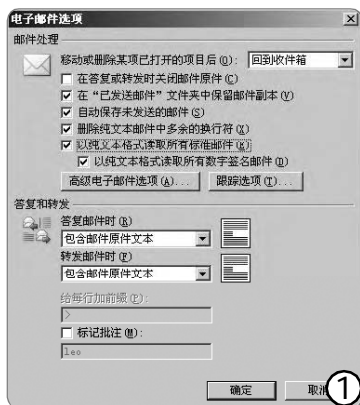 电子邮件选项
邮件处理
移动或删除某项已打开的项目后(O): 回到收件箱
在答复或转发时关闭邮件原件(C)
在“已发送邮件”文件夹中保留邮件副本(V)
自动保存未发送的邮件(S)
删除纯文本邮件中多余的换行符(X)
以纯文本格式读取所有标准邮件(K)
以纯文本格式读取所有数字签名邮件(D)
高级电子邮件选项(A)... 跟踪选项(T)...
答复和转发
答复邮件时(R)
包含邮件原件文本
转发邮件时(F)
包含邮件原件文本
给每行加前缀(P):
>
标记批注(M):
leo
确定 取消
1